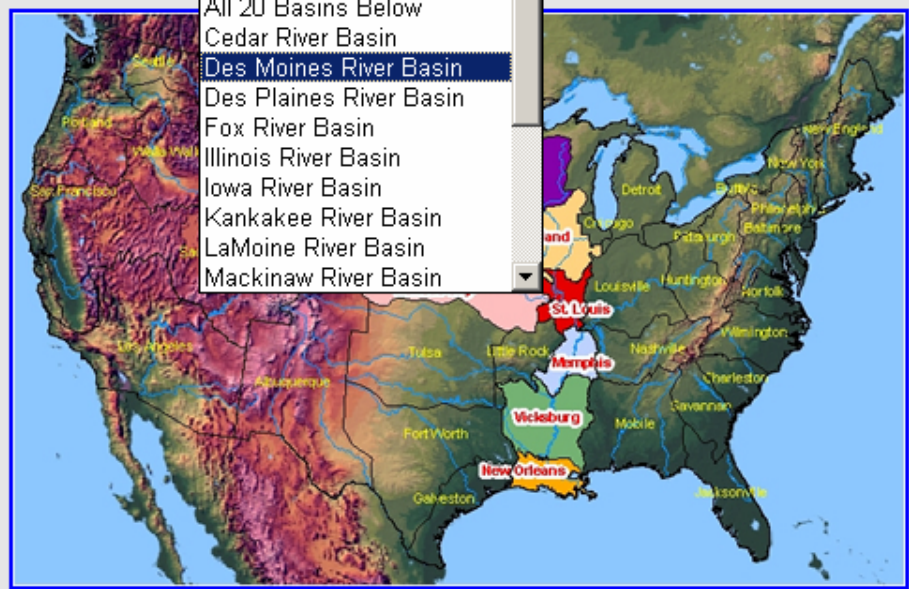 All 20 Basins Below
Cedar River Basin
Des Moines River Basin
Des Plaines River Basin
Fox River Basin
Illinois River Basin
Iowa River Basin
Kankakee River Basin
LaMoine River Basin
Mackinaw River Basin
Seattle
Portland
Walla Wal
San Francisco
Los Angeles
Albuquerque
Tulsa
Fort Worth
Galveston
Little Rock
and
St. Louis
Memphis
Vicksburg
New Orleans
Detroit
Chicago
Buffalo
New England
New York
Philadelph
Baltimore
Pittsburgh
Louisville
Huntington
Norfolk
Nashville
Wilmington
Charleston
Savannah
Mobile
Jacksonville